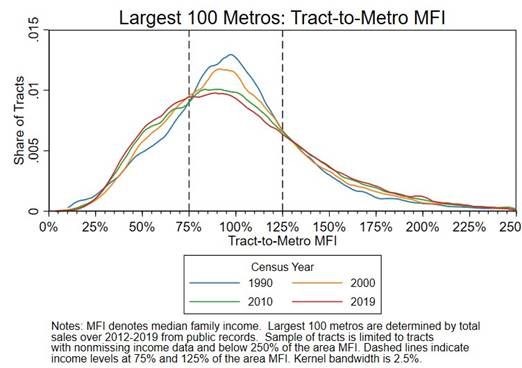 Largest 100 Metros: Tract-to-Metro MFI
.015
.01
.005
0
Share of Tracts
0% 25% 50% 75% 100% 125% 150% 175% 200% 225% 250%
Tract-to-Metro MFI
Census Year
1990 2000
2010 2019
Notes: MFI denotes median family income. Largest 100 metros are determined by total
sales over 2012-2019 from public records. Sample of tracts is limited to tracts
with nonmissing income data and below 250% of the area MFI. Dashed lines indicate
income levels at 75% and 125% of the area MFI. Kernel bandwidth is 2.5%.